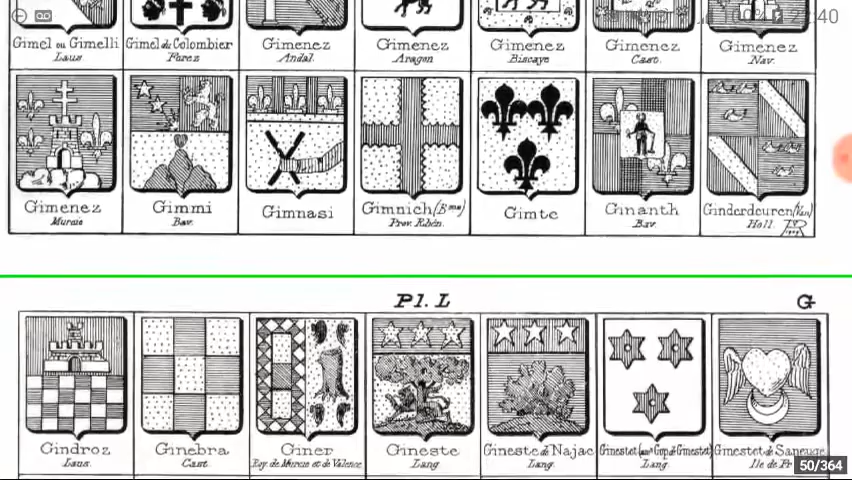 22:40
Gimel ou Gimelli
Laus.
Gimel du Colombier
Forez
Gimenez
Andal.
Gimenez
Aragon
Gimenez
Biscaye
Gimenez
Cast.
Gimenez
Nav.
Gimenez
Murcie
Gimmi
Bav.
Gimnasi
Gimnich (Bons)
Prov. Rhén.
Gimte
Ginanth
Bav.
Ginderdeuren (Van)
Holl.
Pl. L
G
Gindroz
Laus.
Ginebra
Cast.
Giner
Roy. de Murcie et de Valence
Gineste
Lang.
Gineste de Najac
Lang.
Ginestet
Lang.
Ginestet de
Ile de Fr
50/364